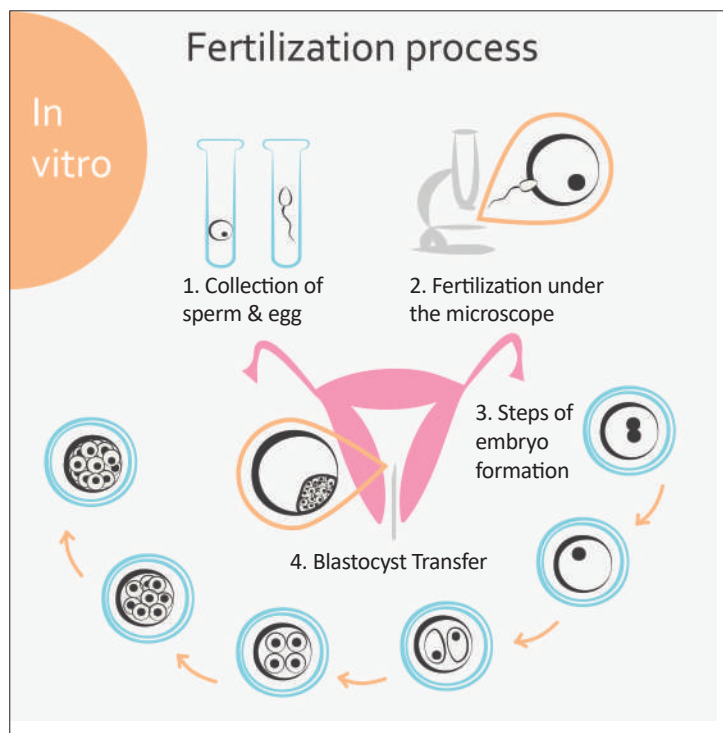 Fertilization process
In
vitro
1. Collection of
sperm & egg
2. Fertilization under
the microscope
3. Steps of
embryo
formation
4. Blastocyst Transfer